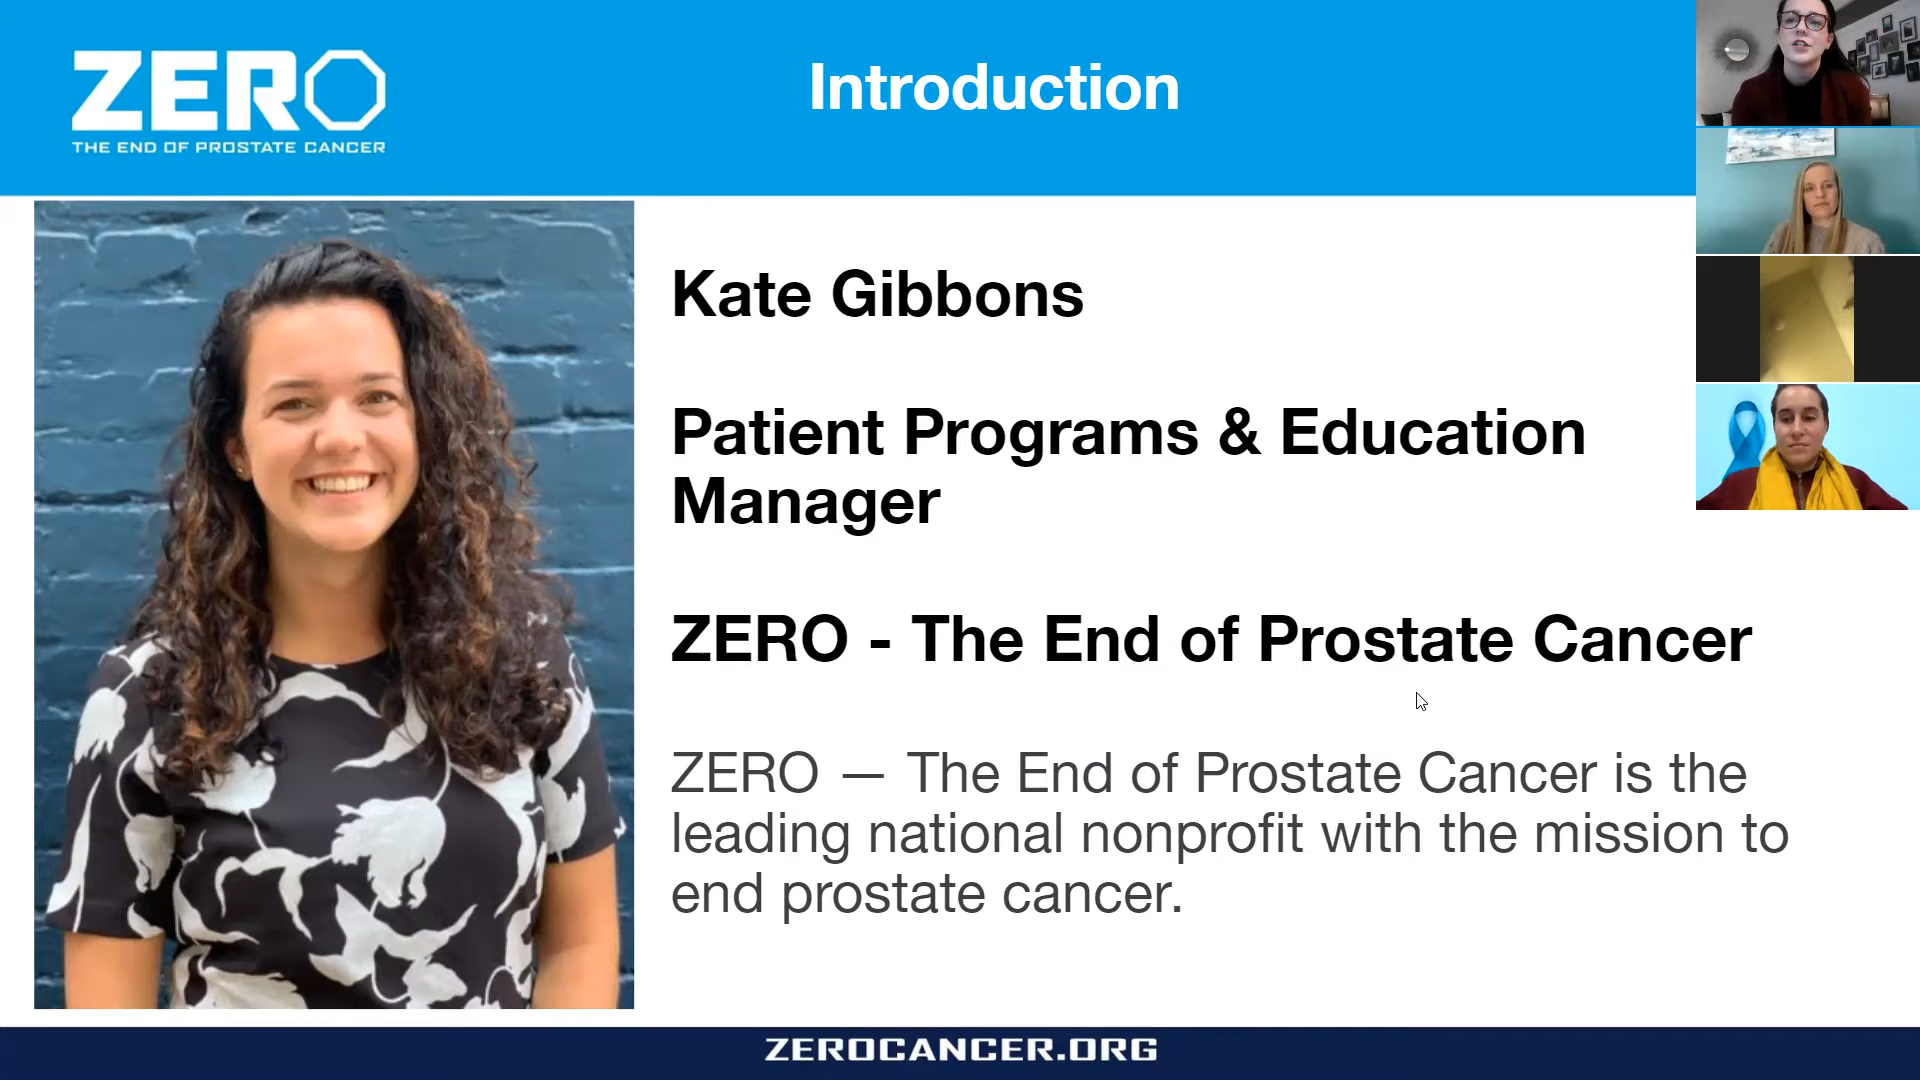 ZERO
THE END OF PROSTATE CANCER
Introduction
Kate Gibbons
Patient Programs & Education
Manager
ZERO - The End of Prostate Cancer
ZERO — The End of Prostate Cancer is the
leading national nonprofit with the mission to
end prostate cancer.
ZEROCANCER.ORG